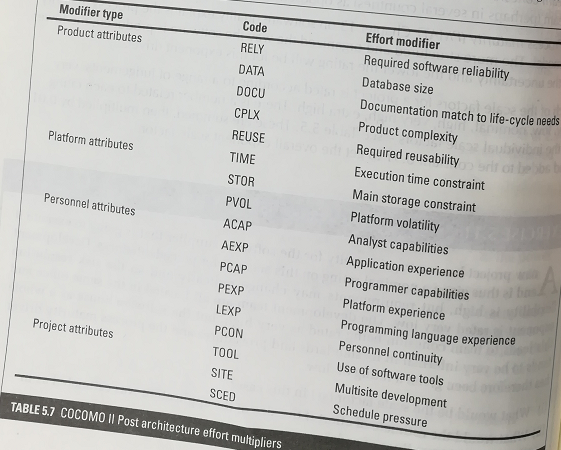 Modifier type Code Effort modifier
Product attributes RELY Required software reliability
DATA Database size
DOCU Documentation match to life-cycle needs
CPLX Product complexity
REUSE Required reusability
Platform attributes TIME Execution time constraint
STOR Main storage constraint
PVOL Platform volatility
Personnel attributes ACAP Analyst capabilities
AEXP Application experience
PCAP Programmer capabilities
PEXP Platform experience
LEXP Programming language experience
PCON Personnel continuity
Project attributes TOOL Use of software tools
SITE Multisite development
SCED Schedule pressure
TABLE 5.7 COCOMO II Post architecture effort multipliers